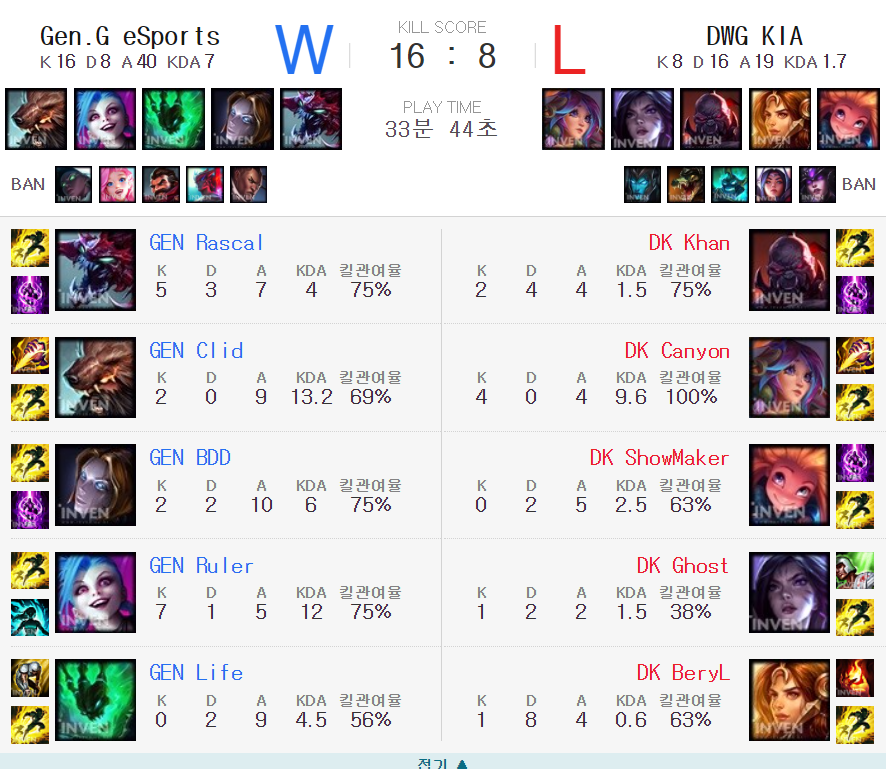 Gen.G eSports
K 16 D 8 A 40 KDA 7
W
KILL SCORE
16 : 8
L
DWG KIA
K 8 D 16 A 19 KDA 1.7
PLAY TIME
33분 44초
BAN
BAN
GEN Rascal
K D A KDA 킬관여율
5 3 7 4 75%
DK Khan
K D A KDA 킬관여율
2 4 4 1.5 75%
GEN Clid
K D A KDA 킬관여율
2 0 9 13.2 69%
DK Canyon
K D A KDA 킬관여율
4 0 4 9.6 100%
GEN BDD
K D A KDA 킬관여율
2 2 10 6 75%
DK ShowMaker
K D A KDA 킬관여율
0 2 5 2.5 63%
GEN Ruler
K D A KDA 킬관여율
7 1 5 12 75%
DK Ghost
K D A KDA 킬관여율
1 2 2 1.5 38%
GEN Life
K D A KDA 킬관여율
0 2 9 4.5 56%
DK BeryL
K D A KDA 킬관여율
1 8 4 0.6 63%
접기 ▲